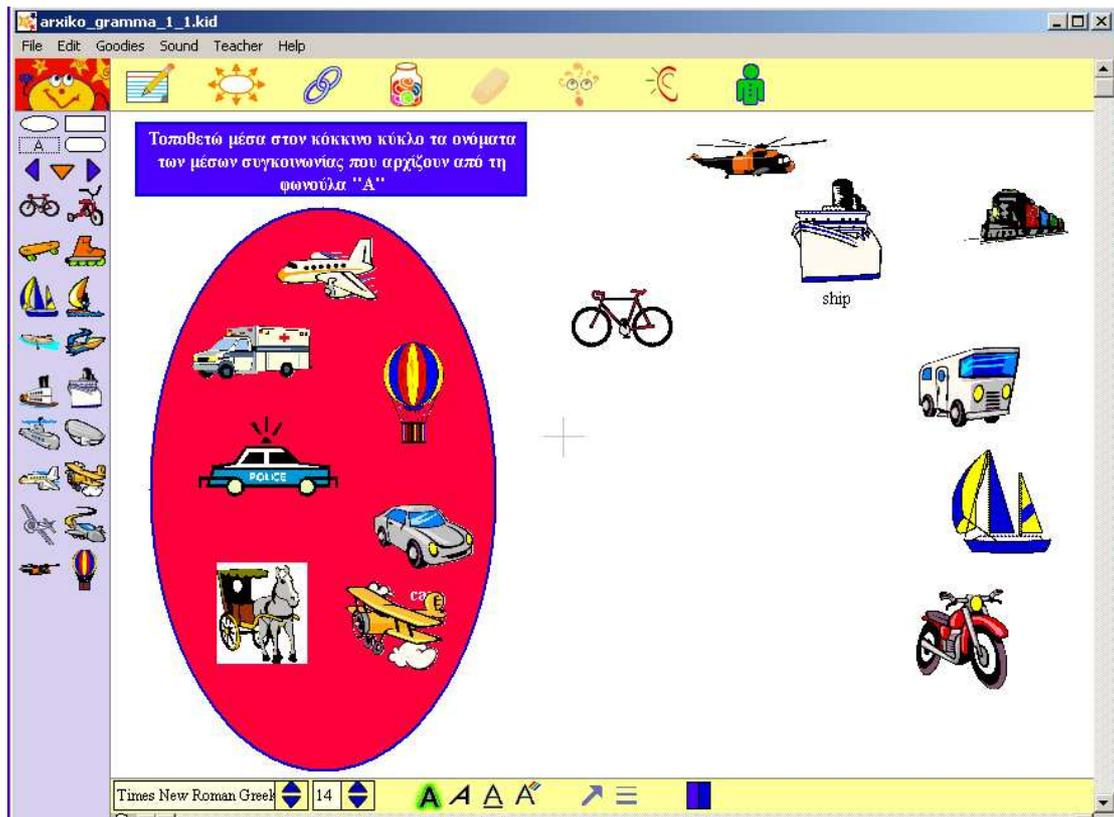 arxiko_gramma_1_1.kid
File Edit Goodies Sound Teacher Help
A
Τοποθετώ μέσα στον κόκκινο κύκλο τα ονόματα
των μέσων συγκοινωνίας που αρχίζουν από τη
φωνούλα "Α"
ship
POLICE
Times New Roman Greek 14 A A A A